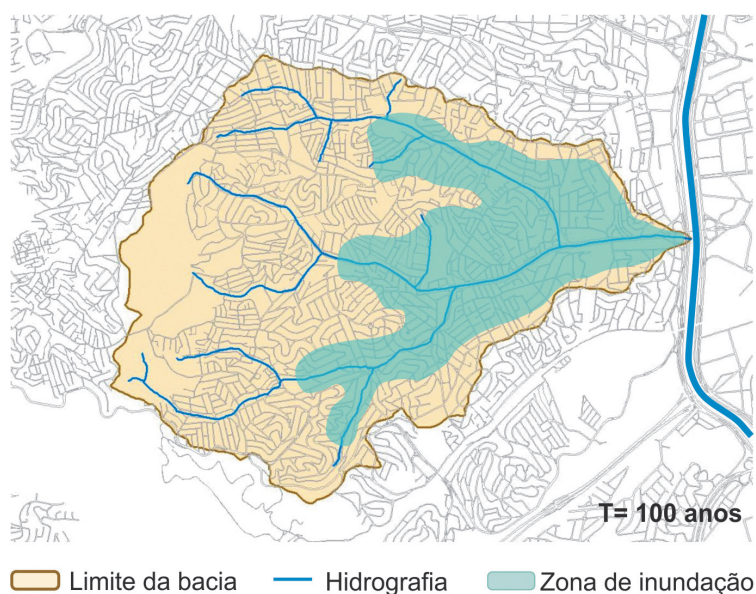 T= 100 anos
Limite da bacia
Hidrografia
Zona de inundação